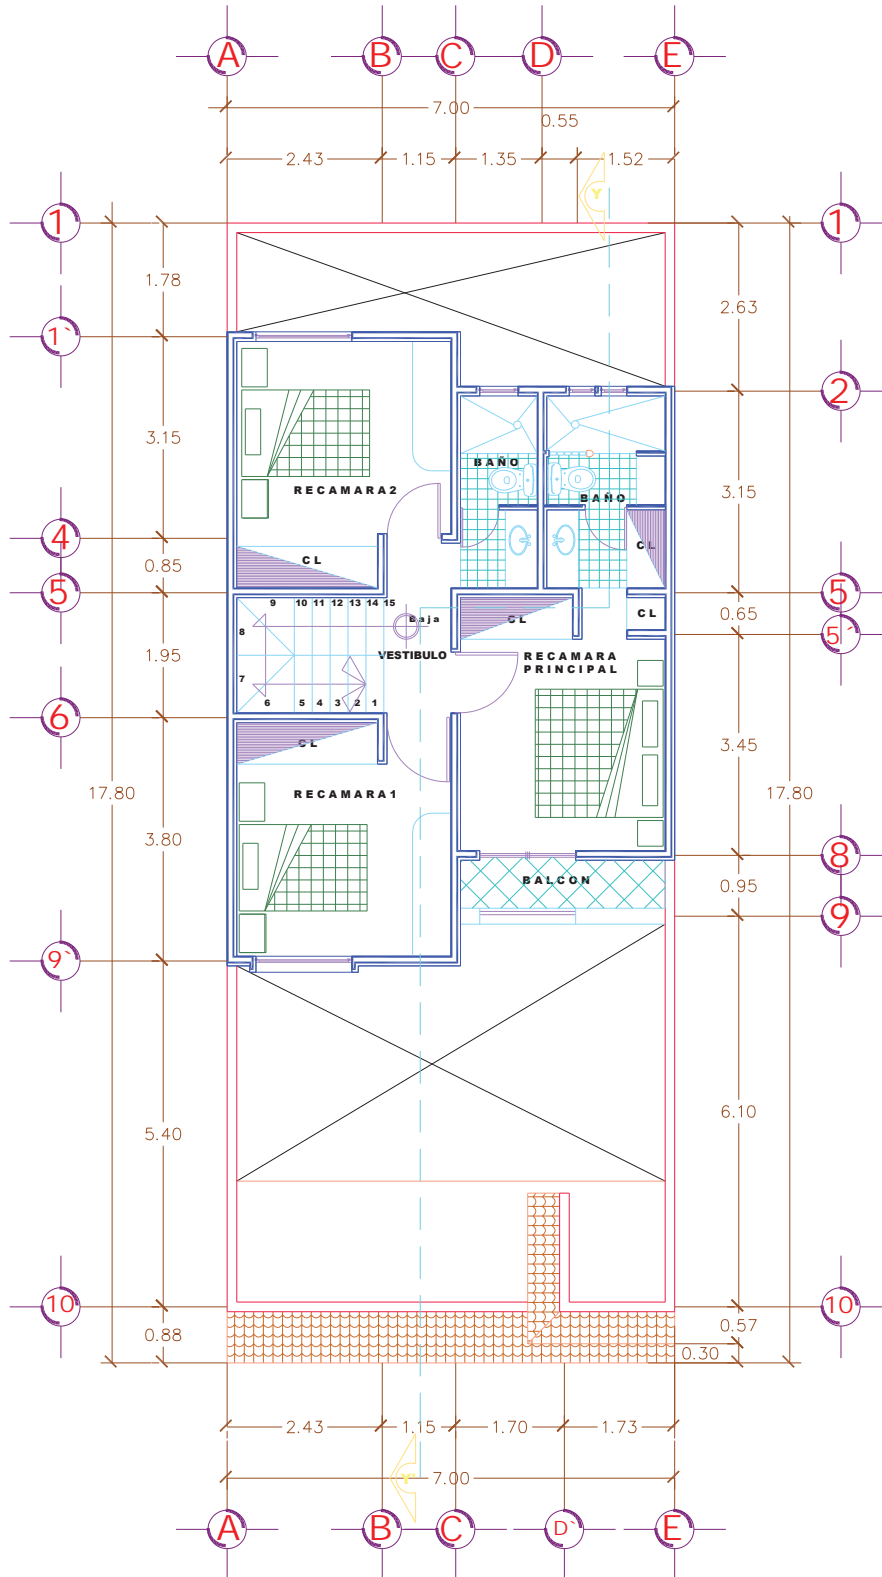 A B C D E
7.00
0.55
2.43 1.15 1.35 1.52
Y
1 1
1.78 2.63
1`
2
3.15
BAÑO
RECAMARA2
BAÑO
3.15
4
CL
CL
0.85
5 5
9 10 11 12 13 14 15
CL
0.65
Baja
CL
8
5`
VESTIBULO
RECAMARA
PRINCIPAL
1.95
7
6 5 4 3 2 1
6
CL
3.45
17.80 17.80
RECAMARA1
3.80
8
BALCON
0.95
9
9`
6.10
5.40
10 10
0.88 0.57
0.30
2.43 1.15 1.70 1.73
Y'
7.00
A B C D` E